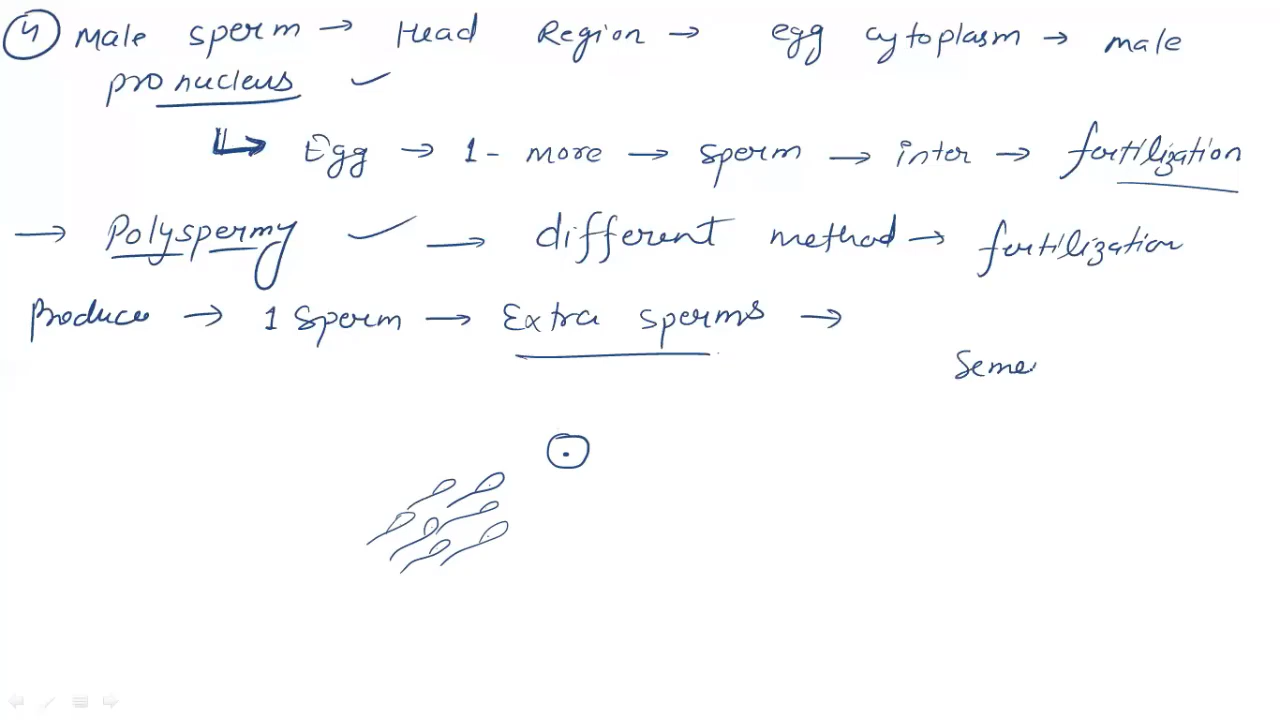 4 Male sperm → Head Region → egg cytoplasm → male
pronucleus ✓
↳ Egg → 1 - more → sperm → inter → fertilization
→ Polyspermy ✓ → different method → fertilization
Produce → 1 Sperm → Extra sperms →
Seme